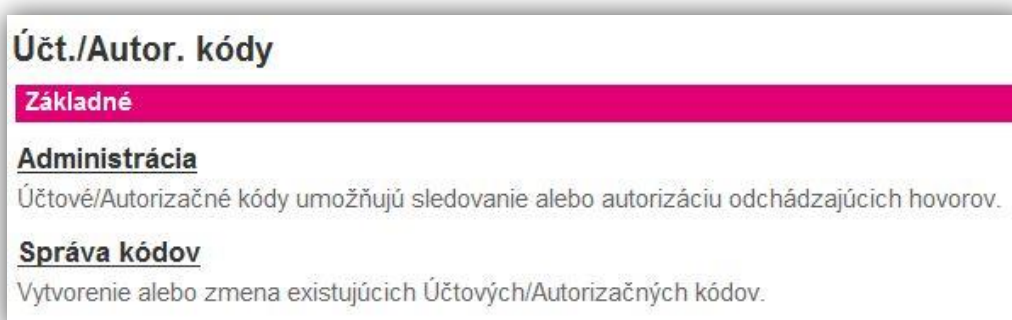 Účt./Autor. kódy
Základné
Administrácia
Účtové/Autorizačné kódy umožňujú sledovanie alebo autorizáciu odchádzajúcich hovorov.
Správa kódov
Vytvorenie alebo zmena existujúcich Účtových/Autorizačných kódov.